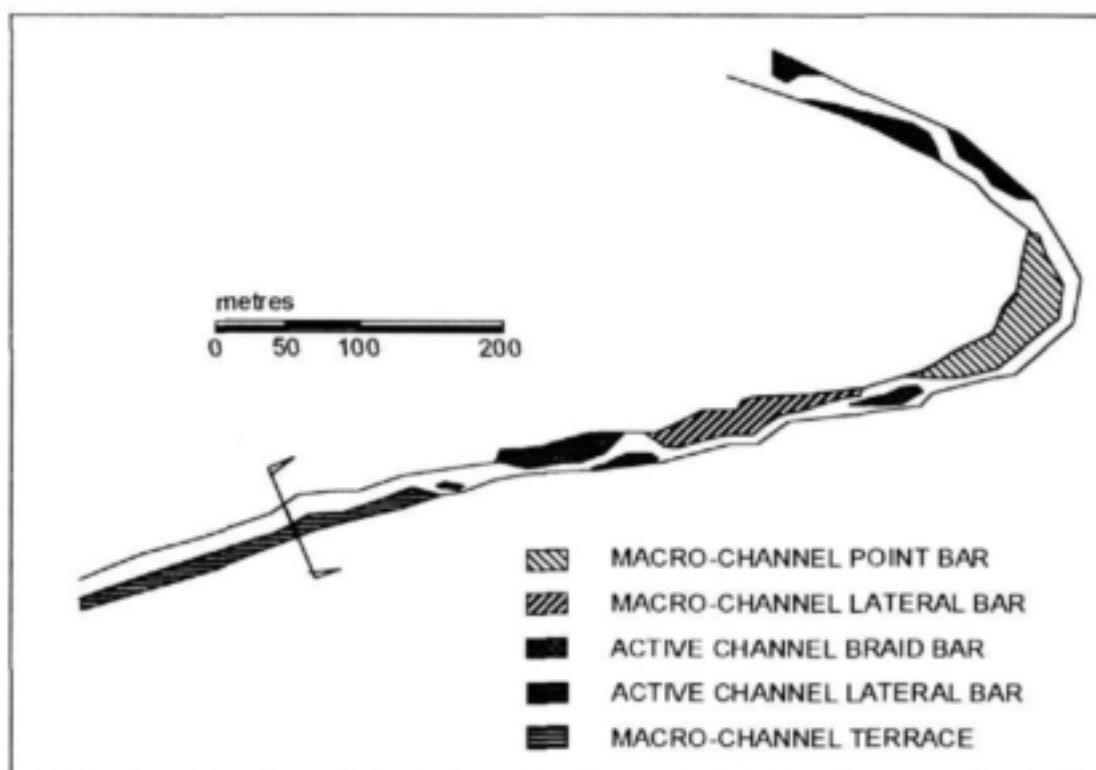 metres
0 50 100 200
MACRO-CHANNEL POINT BAR
MACRO-CHANNEL LATERAL BAR
ACTIVE CHANNEL BRAID BAR
ACTIVE CHANNEL LATERAL BAR
MACRO-CHANNEL TERRACE